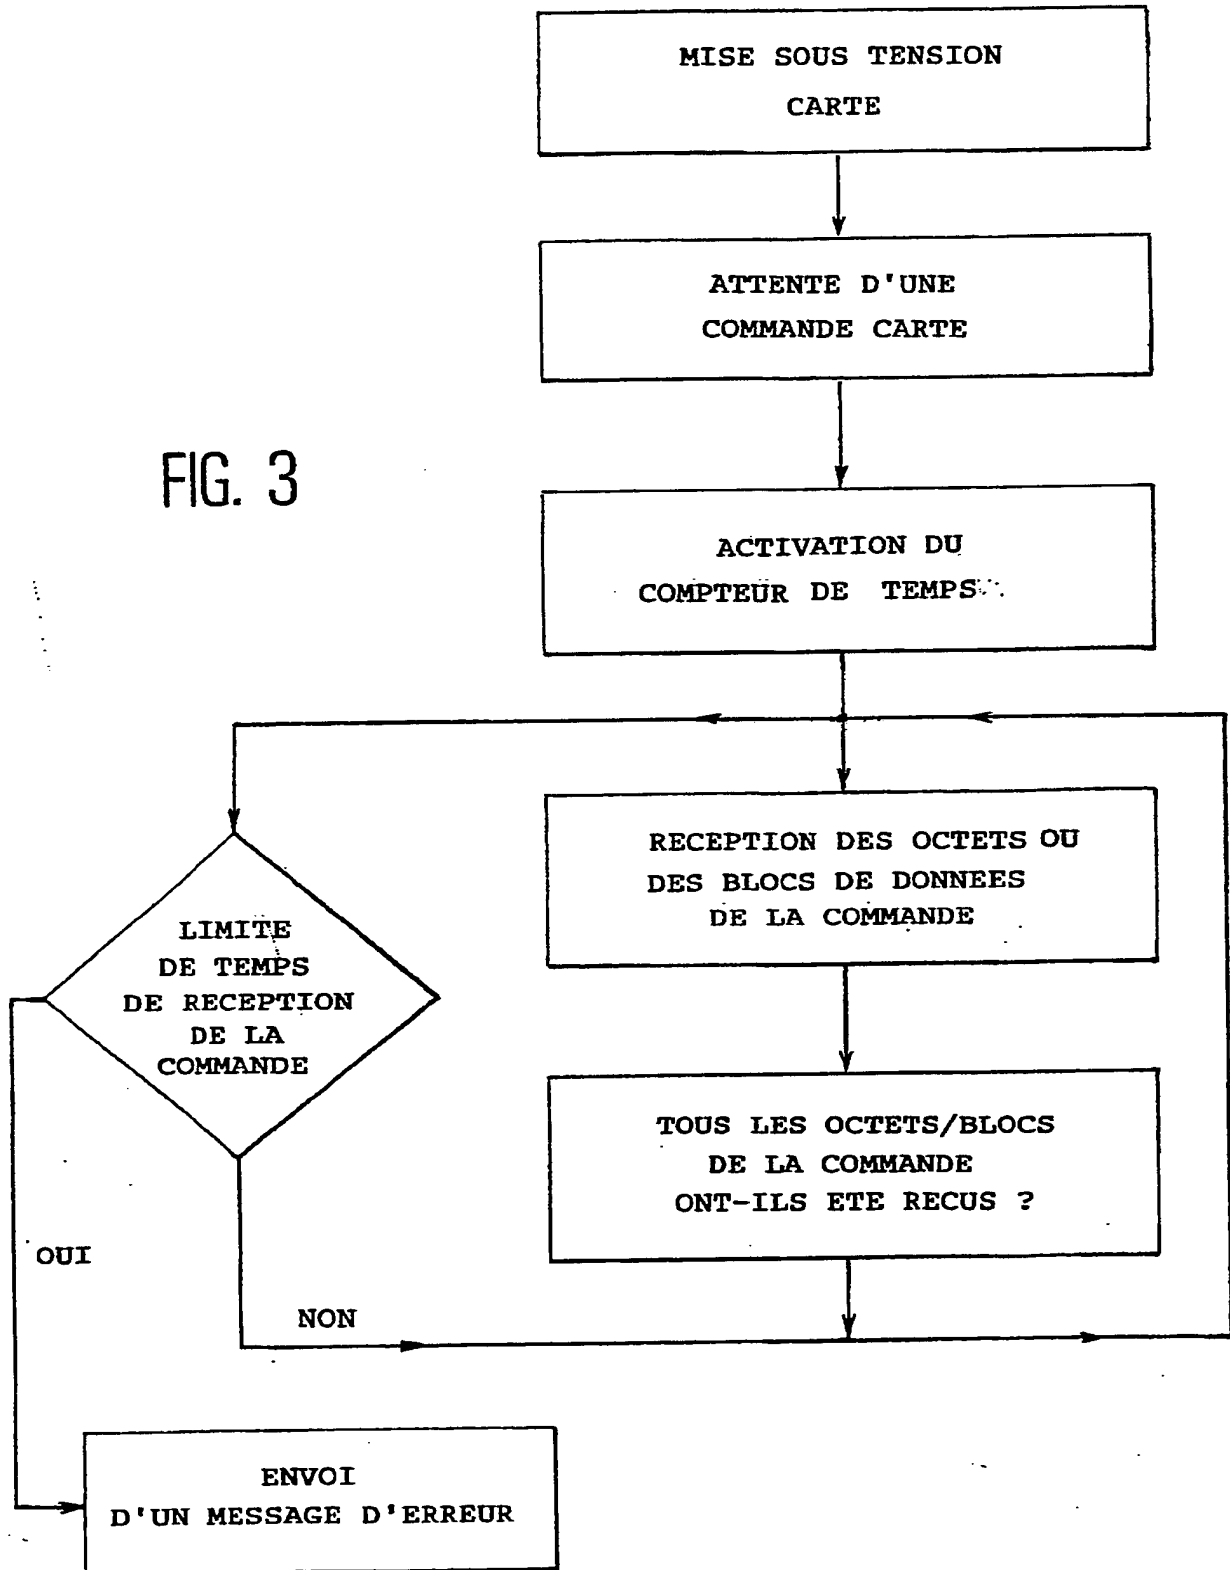 MISE SOUS TENSION
CARTE
ATTENTE D'UNE
COMMANDE CARTE
FIG. 3
ACTIVATION DU
COMPTEUR DE TEMPS
RECEPTION DES OCTETS OU
DES BLOCS DE DONNEES
DE LA COMMANDE
LIMITE
DE TEMPS
DE RECEPTION
DE LA
COMMANDE
TOUS LES OCTETS/BLOCS
DE LA COMMANDE
ONT-ILS ETE RECUS ?
OUI
NON
ENVOI
D'UN MESSAGE D'ERREUR